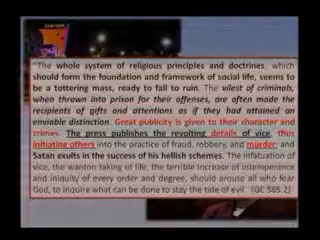 "The whole system of religious principles and doctrines, which
should form the foundation and framework of social life, seems to
be a tottering mass, ready to fall to ruin. The vilest of criminals,
when thrown into prison for their offenses, are often made the
recipients of gifts and attentions as if they had attained an
enviable distinction. Great publicity is given to their character and
crimes. The press publishes the revolting details of vice, thus
initiating others into the practice of fraud, robbery, and murder; and
Satan exults in the success of his hellish schemes. The infatuation of
vice, the wanton taking of life, the terrible increase of intemperance
and iniquity of every order and degree, should arouse all who fear
God, to inquire what can be done to stay the tide of evil. {GC 585.2}